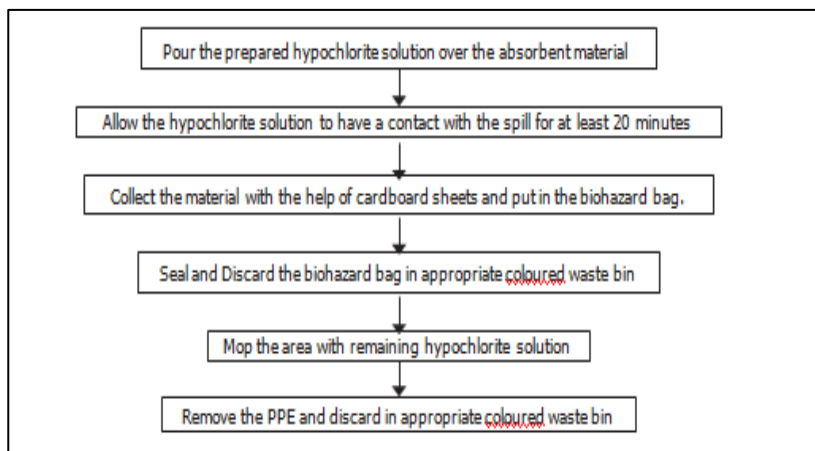 Pour the prepared hypochlorite solution over the absorbent material
Allow the hypochlorite solution to have a contact with the spill for at least 20 minutes
Collect the material with the help of cardboard sheets and put in the biohazard bag.
Seal and Discard the biohazard bag in appropriate coloured waste bin
Mop the area with remaining hypochlorite solution
Remove the PPE and discard in appropriate coloured waste bin